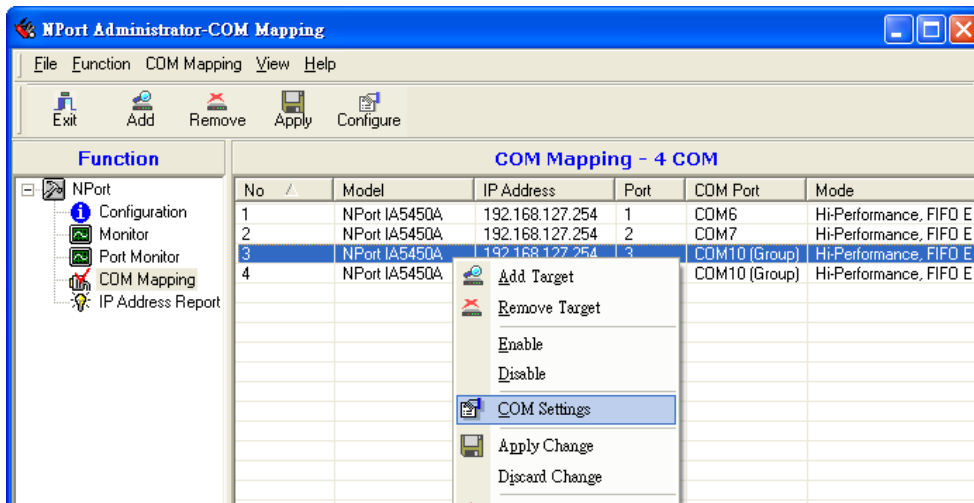 NPort Administrator-COM Mapping
File Function COM Mapping View Help
Exit Add Remove Apply Configure
Function
COM Mapping - 4 COM
NPort
Configuration
Monitor
Port Monitor
COM Mapping
IP Address Report
No Model IP Address Port COM Port Mode
1 NPort IA5450A 192.168.127.254 1 COM6 Hi-Performance, FIFO E
2 NPort IA5450A 192.168.127.254 2 COM7 Hi-Performance, FIFO E
3 NPort IA5450A 192.168.127.254 3 COM10 (Group) Hi-Performance, FIFO E
4 NPort IA5450A COM10 (Group) Hi-Performance, FIFO E
Add Target
Remove Target
Enable
Disable
COM Settings
Apply Change
Discard Change